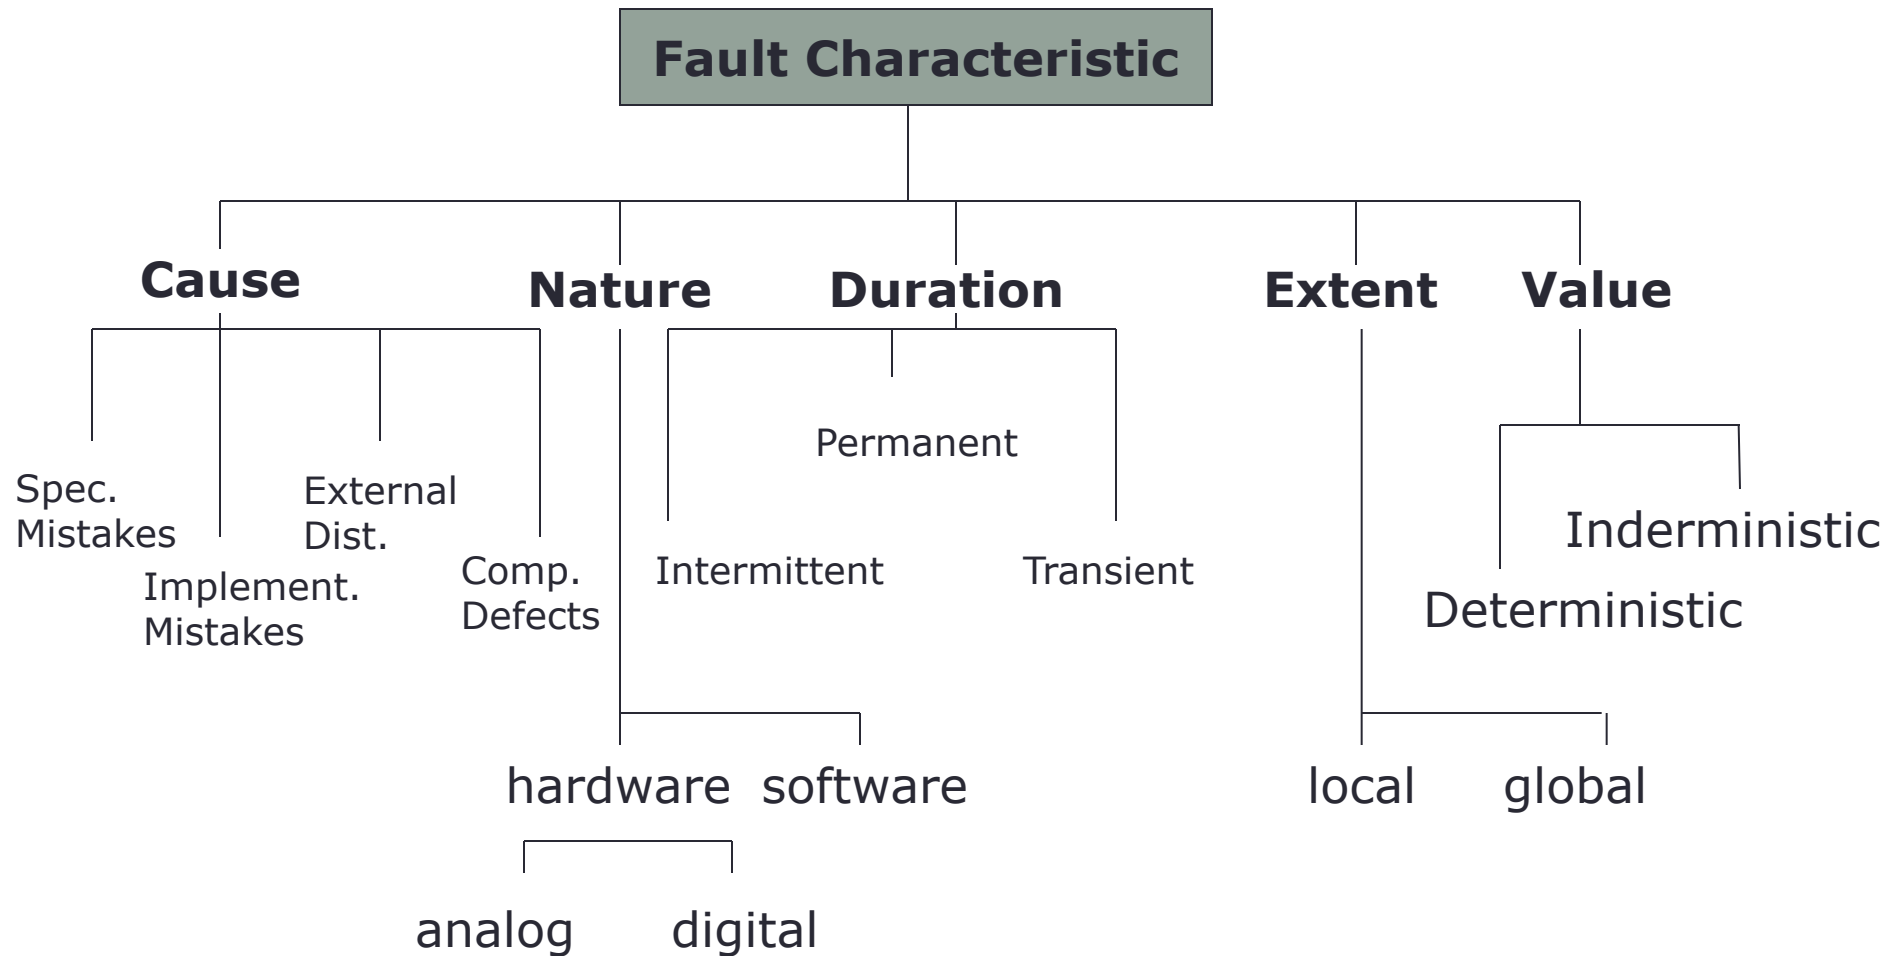 Fault Characteristic
Cause
Nature
Duration
Extent
Value
Spec.
Mistakes
Implement.
Mistakes
External
Dist.
Comp.
Defects
Intermittent
Permanent
Transient
Inderministic
Deterministic
hardware
software
local
global
analog
digital